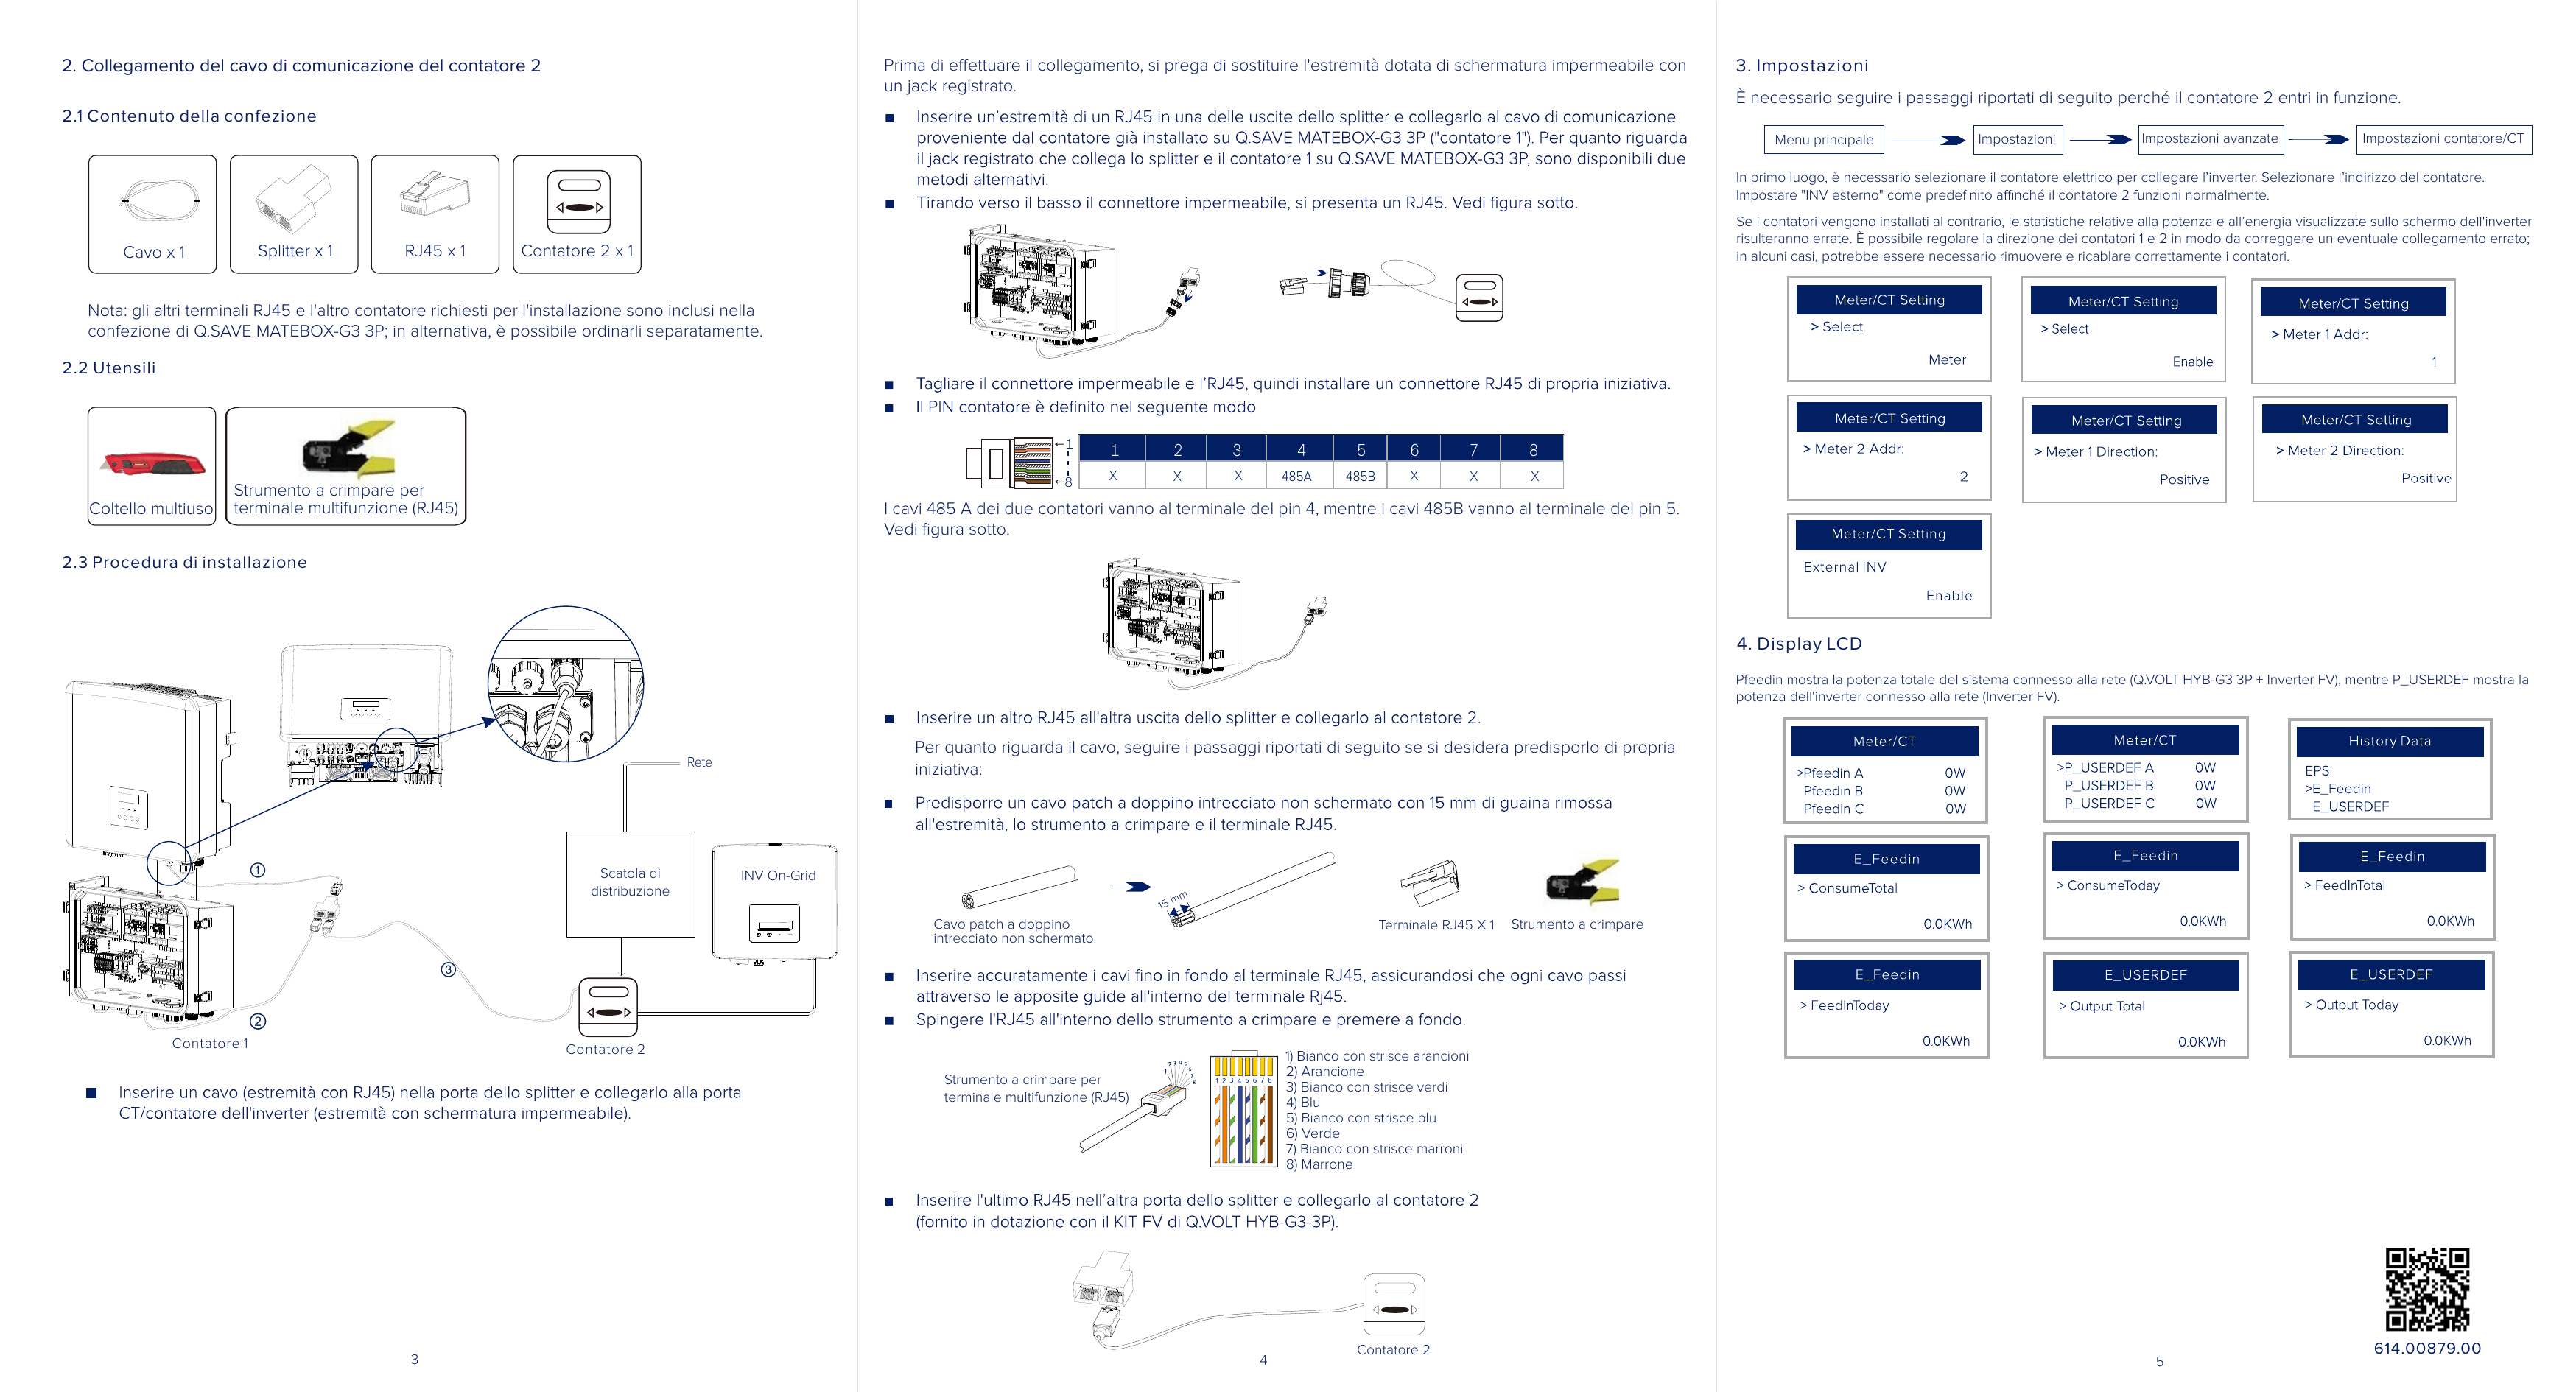 2. Collegamento del cavo di comunicazione del contatore 2
2.1 Contenuto della confezione
Cavo x 1
Splitter x 1
RJ45 x 1
Contatore 2 x 1
Nota: gli altri terminali RJ45 e l'altro contatore richiesti per l'installazione sono inclusi nella
confezione di Q.SAVE MATEBOX-G3 3P; in alternativa, è possibile ordinarli separatamente.
2.2 Utensili
Coltello multiuso
Strumento a crimpare per
terminale multifunzione (RJ45)
2.3 Procedura di installazione
Rete
Scatola di
distribuzione
INV On-Grid
1
3
2
Contatore 1
Contatore 2
■ Inserire un cavo (estremità con RJ45) nella porta dello splitter e collegarlo alla porta
CT/contatore dell'inverter (estremità con schermatura impermeabile).
3
Prima di effettuare il collegamento, si prega di sostituire l'estremità dotata di schermatura impermeabile con
un jack registrato.
■ Inserire un’estremità di un RJ45 in una delle uscite dello splitter e collegarlo al cavo di comunicazione
proveniente dal contatore già installato su Q.SAVE MATEBOX-G3 3P ("contatore 1"). Per quanto riguarda
il jack registrato che collega lo splitter e il contatore 1 su Q.SAVE MATEBOX-G3 3P, sono disponibili due
metodi alternativi.
■ Tirando verso il basso il connettore impermeabile, si presenta un RJ45. Vedi figura sotto.
■ Tagliare il connettore impermeabile e l’RJ45, quindi installare un connettore RJ45 di propria iniziativa.
■ Il PIN contatore è definito nel seguente modo
1
8
1 2 3 4 5 6 7 8
X X X 485A 485B X X X
I cavi 485 A dei due contatori vanno al terminale del pin 4, mentre i cavi 485B vanno al terminale del pin 5.
Vedi figura sotto.
■ Inserire un altro RJ45 all'altra uscita dello splitter e collegarlo al contatore 2.
Per quanto riguarda il cavo, seguire i passaggi riportati di seguito se si desidera predisporlo di propria
iniziativa:
■ Predisporre un cavo patch a doppino intrecciato non schermato con 15 mm di guaina rimossa
all'estremità, lo strumento a crimpare e il terminale RJ45.
15 mm
Cavo patch a doppino
intrecciato non schermato
Terminale RJ45 X 1
Strumento a crimpare
■ Inserire accuratamente i cavi fino in fondo al terminale RJ45, assicurandosi che ogni cavo passi
attraverso le apposite guide all'interno del terminale Rj45.
■ Spingere l'RJ45 all'interno dello strumento a crimpare e premere a fondo.
Strumento a crimpare per
terminale multifunzione (RJ45)
1 2 3 4 5 6 7 8
1 2 3 4 5 6 7 8
1) Bianco con strisce arancioni
2) Arancione
3) Bianco con strisce verdi
4) Blu
5) Bianco con strisce blu
6) Verde
7) Bianco con strisce marroni
8) Marrone
■ Inserire l'ultimo RJ45 nell’altra porta dello splitter e collegarlo al contatore 2
(fornito in dotazione con il KIT FV di Q.VOLT HYB-G3-3P).
Contatore 2
4
3. Impostazioni
È necessario seguire i passaggi riportati di seguito perché il contatore 2 entri in funzione.
Menu principale
Impostazioni
Impostazioni avanzate
Impostazioni contatore/CT
In primo luogo, è necessario selezionare il contatore elettrico per collegare l’inverter. Selezionare l’indirizzo del contatore.
Impostare "INV esterno" come predefinito affinché il contatore 2 funzioni normalmente.
Se i contatori vengono installati al contrario, le statistiche relative alla potenza e all’energia visualizzate sullo schermo dell'inverter
risulteranno errate. È possibile regolare la direzione dei contatori 1 e 2 in modo da correggere un eventuale collegamento errato;
in alcuni casi, potrebbe essere necessario rimuovere e ricablare correttamente i contatori.
Meter/CT Setting
> Select
Meter
Meter/CT Setting
> Select
Enable
Meter/CT Setting
> Meter 1 Addr:
1
Meter/CT Setting
> Meter 2 Addr:
2
Meter/CT Setting
> Meter 1 Direction:
Positive
Meter/CT Setting
> Meter 2 Direction:
Positive
Meter/CT Setting
External INV
Enable
4. Display LCD
Pfeedin mostra la potenza totale del sistema connesso alla rete (Q.VOLT HYB-G3 3P + Inverter FV), mentre P_USERDEF mostra la
potenza dell'inverter connesso alla rete (Inverter FV).
Meter/CT
>Pfeedin A 0W
Pfeedin B 0W
Pfeedin C 0W
Meter/CT
>P_USERDEF A 0W
P_USERDEF B 0W
P_USERDEF C 0W
History Data
EPS
>E_Feedin
E_USERDEF
E_Feedin
> ConsumeTotal
0.0KWh
E_Feedin
> ConsumeToday
0.0KWh
E_Feedin
> FeedInTotal
0.0KWh
E_Feedin
> FeedInToday
0.0KWh
E_USERDEF
> Output Total
0.0KWh
E_USERDEF
> Output Today
0.0KWh
614.00879.00
5